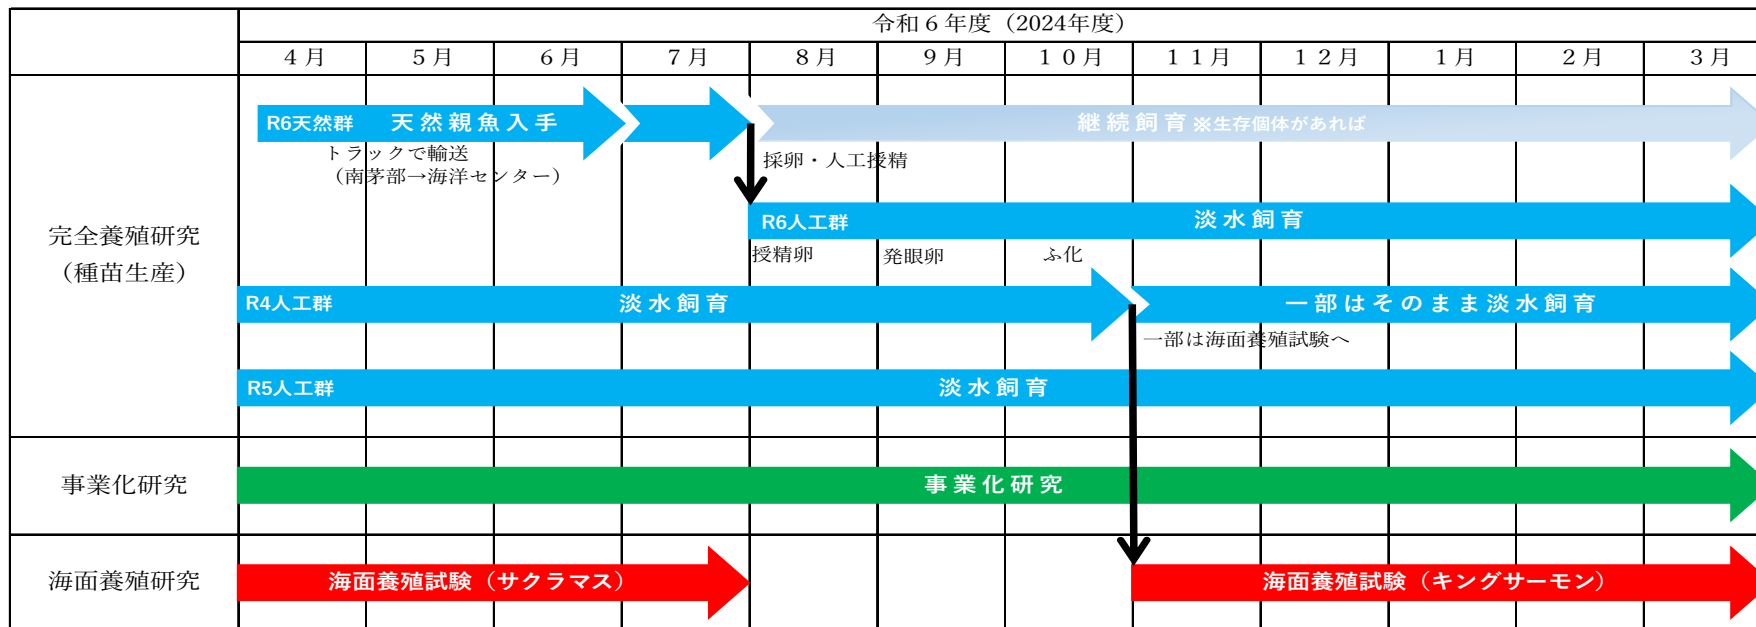 令和６年度（2024年度）
４月 ５月 ６月 ７月 ８月 ９月 １０月 １１月 １２月 １月 ２月 ３月
完全養殖研究
（種苗生産）
R6天然群 天然親魚入手
継続飼育 ※生存個体があれば
トラックで輸送
（南茅部→海洋センター）
採卵・人工授精
R6人工群 淡水飼育
授精卵 発眼卵 ふ化
R4人工群 淡水飼育 一部はそのまま淡水飼育
一部は海面養殖試験へ
R5人工群 淡水飼育
事業化研究 事業化研究
海面養殖研究 海面養殖試験（サクラマス） 海面養殖試験（キングサーモン）